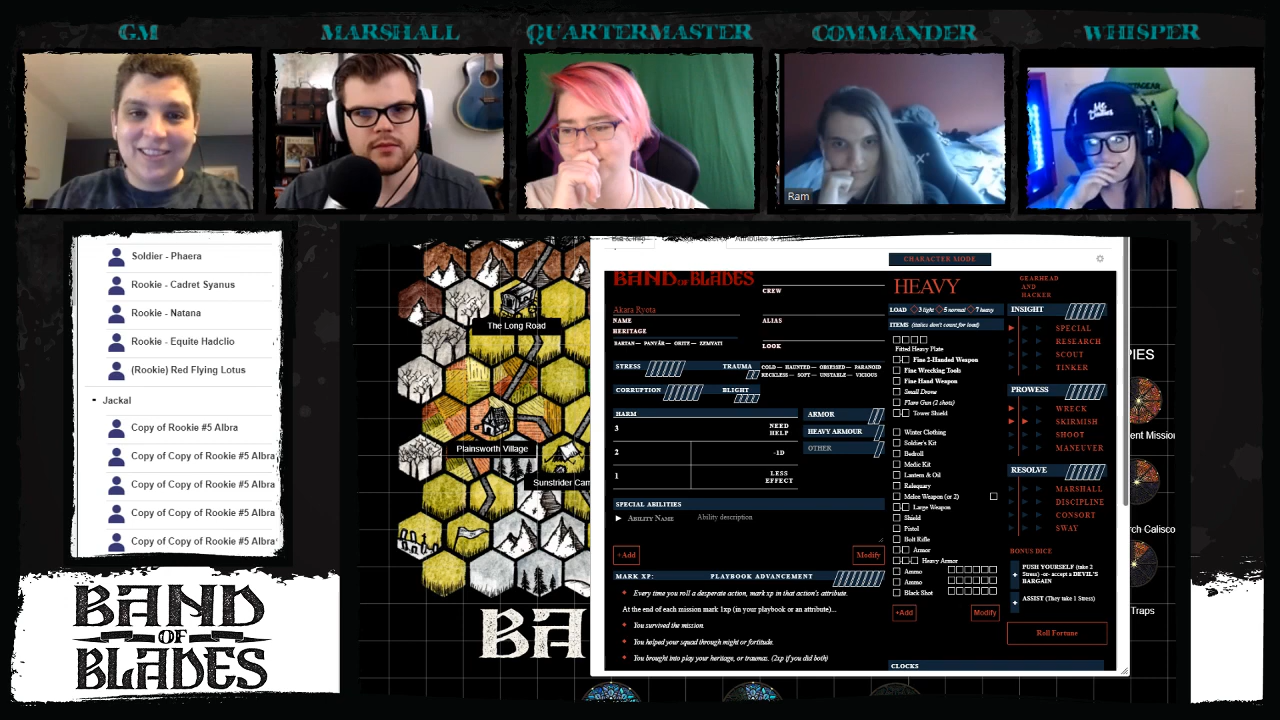 GM
MARSHALL
QUARTERMASTER
COMMANDER
WHISPER
Ram
Soldier - Phaera
Rookie - Cadret Syanus
Rookie - Natana
Rookie - Equite Hadclio
(Rookie) Red Flying Lotus
Jackal
Copy of Rookie #5 Albra
Copy of Copy of Rookie #5 Albra
Copy of Copy of Rookie #5 Albra
Copy of Copy of Rookie #5 Albra
Copy of Copy of Rookie #5 Albra
BAND
OF
BLADES
The Long Road
Plainsworth Village
Sunstrider Cam
BA
CHARACTER MODE
BAND OF BLADES
CREW
Akara Ryota
NAME
ALIAS
HERITAGE
BARTAN — PANYAR — ORITE — ZEMYATI
LOOK
STRESS
TRAUMA
COLD — HAUNTED — OBSESSED — PARANOID
RECKLESS — SOFT — UNSTABLE — VICIOUS
CORRUPTION
BLIGHT
HARM
3
NEED HELP
2
-1D
1
LESS EFFECT
ARMOR
HEAVY ARMOUR
OTHER
SPECIAL ABILITIES
ABILITY NAME
Ability description
+Add
Modify
MARK XP:
PLAYBOOK ADVANCEMENT
Every time you roll a desperate action, mark xp in that action's attribute.
At the end of each mission mark 1xp (in your playbook or an attribute)...
You survived the mission.
You helped your squad through might or fortitude.
You brought into play your heritage, or traumas. (2xp if you did both)
HEAVY
GEARHEAD
AND
HACKER
LOAD 3 light 5 normal 7 heavy
ITEMS (italics don't count for load)
Fitted Heavy Plate
Fine 2-Handed Weapon
Fine Wrecking Tools
Fine Hand Weapon
Small Drone
Flare Gun (2 shots)
Tower Shield
Winter Clothing
Soldier's Kit
Bedroll
Medic Kit
Lantern & Oil
Reliquary
Melee Weapon (or 2)
Large Weapon
Shield
Pistol
Bolt Rifle
Armor
Heavy Armor
Ammo
Ammo
Black Shot
+Add
Modify
CLOCKS
INSIGHT
SPECIAL
RESEARCH
SCOUT
TINKER
PROWESS
WRECK
SKIRMISH
SHOOT
MANEUVER
RESOLVE
MARSHALL
DISCIPLINE
CONSORT
SWAY
BONUS DICE
PUSH YOURSELF (take 2
Stress) -or- accept a DEVIL'S
BARGAIN
ASSIST (They take 1 Stress)
Roll Fortune
PIES
ent Mission
rch Calisco
Traps